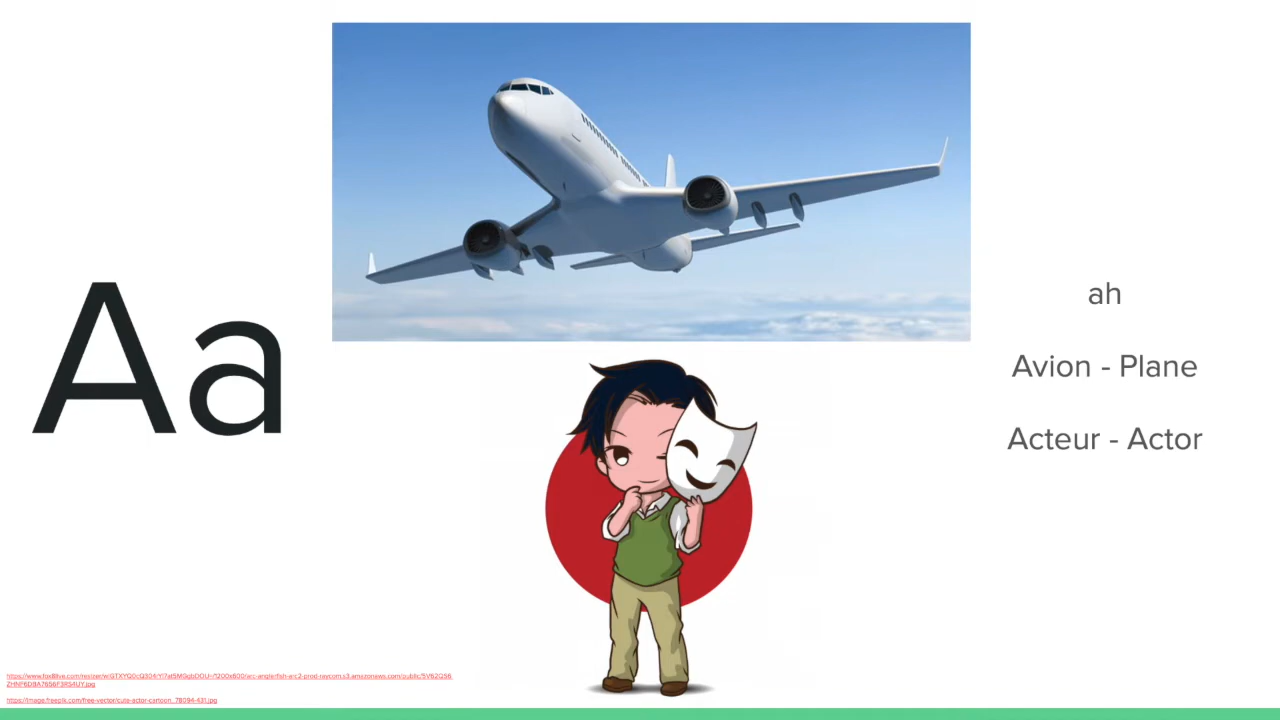 Aa
ah
Avion - Plane
Acteur - Actor
https://image.freepik.com/free-vector/cute-actor-cartoon_78094-431.jpg